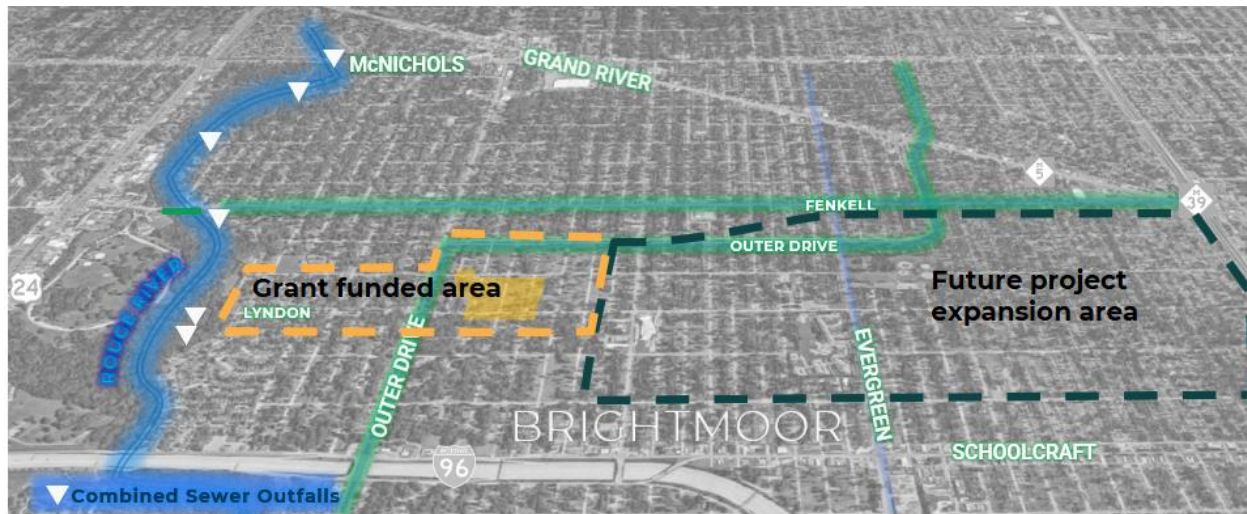 McNICHOLS
GRAND RIVER
M
5
M
39
FENKELL
OUTER DRIVE
24
ROUGE RIVER
Grant funded area
LYNDON
Future project
expansion area
OUTER DRIVE
EVERGREEN
BRIGHTMOOR
SCHOOLCRAFT
96
Combined Sewer Outfalls